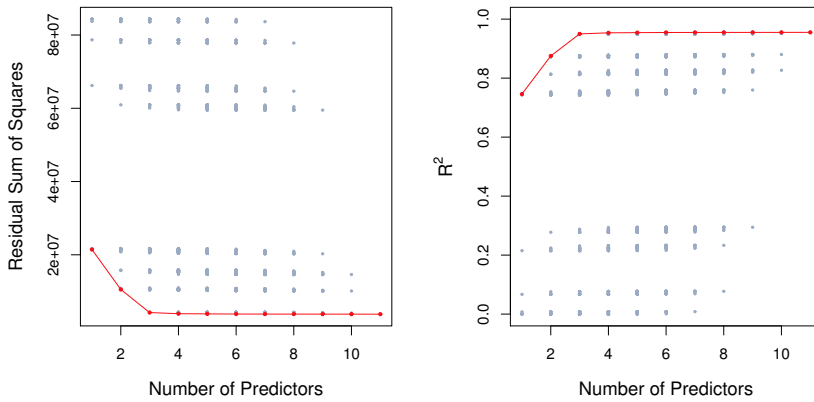 Residual Sum of Squares
8e+07
6e+07
4e+07
2e+07
2 4 6 8 10
Number of Predictors
R²
1.0
0.8
0.6
0.4
0.2
0.0
2 4 6 8 10
Number of Predictors